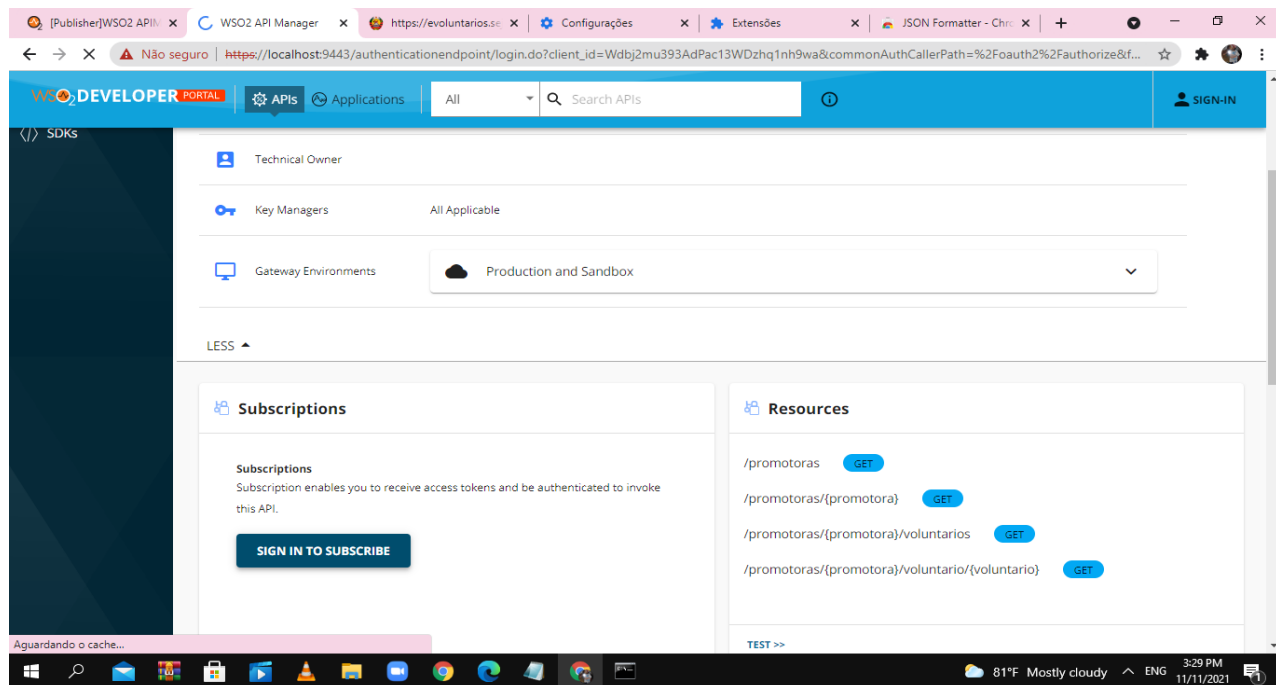 [Publisher]WSO2 APIM
WSO2 API Manager
https://evoluntarios.se
Configurações
Extensões
JSON Formatter - Chro
Não seguro
https://localhost:9443/authenticationendpoint/login.do?client_id=Wdbj2mu393AdPac13WDzhq1nh9wa&commonAuthCallerPath=%2Foauth2%2Fauthorize&f...
WSO2 DEVELOPER PORTAL
APIs
Applications
All
Search APIs
SIGN-IN
SDKs
Technical Owner
Key Managers
All Applicable
Gateway Environments
Production and Sandbox
LESS
Subscriptions
Subscriptions
Subscription enables you to receive access tokens and be authenticated to invoke
this API.
SIGN IN TO SUBSCRIBE
Resources
/promotoras GET
/promotoras/{promotora} GET
/promotoras/{promotora}/voluntarios GET
/promotoras/{promotora}/voluntario/{voluntario} GET
TEST >>
Aguardando o cache...
81°F Mostly cloudy
ENG
3:29 PM
11/11/2021
1